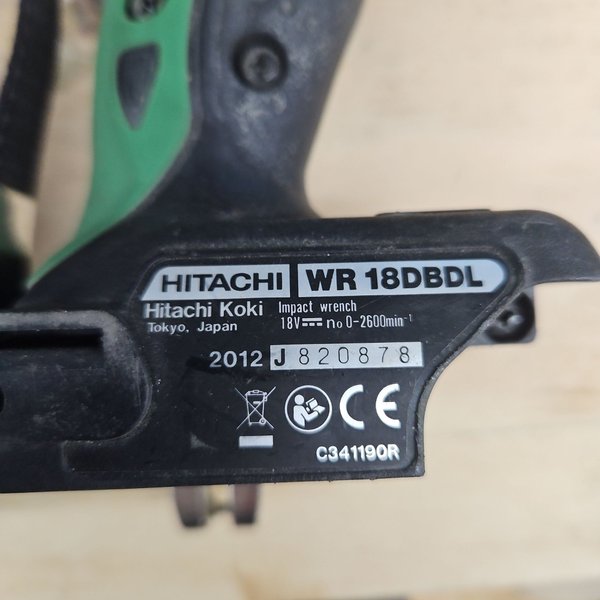 HITACHI WR 18DBDL
Hitachi Koki Impact wrench
Tokyo, Japan 18V⎓ no 0-2600min⁻¹
2012 J 820878
CE
C341190R